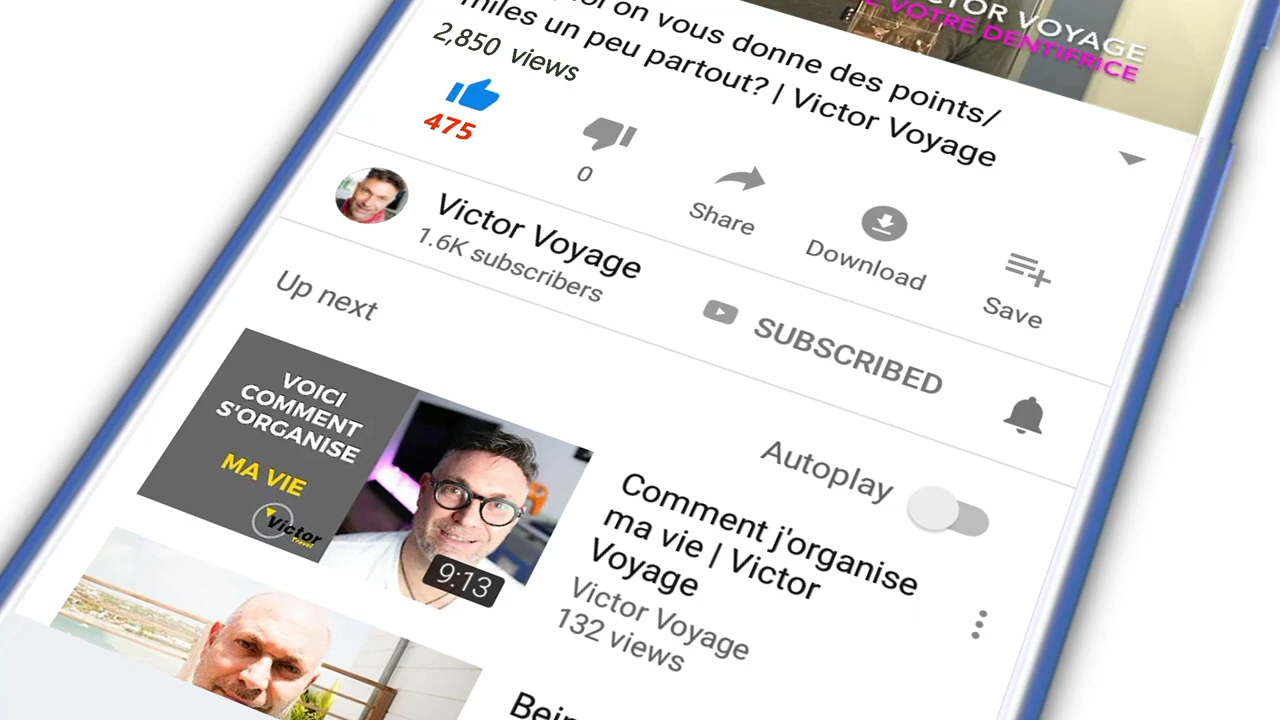 VICTOR VOYAGE
VOTRE DENTIFRICE
on vous donne des points/
miles un peu partout? | Victor Voyage
2,850 views
475
0
Share
Download
Save
Victor Voyage
1.6K subscribers
SUBSCRIBED
Up next
Autoplay
VOICI
COMMENT
S'ORGANISE
MA VIE
Victor
Travel
9:13
Comment j'organise
ma vie | Victor
Voyage
Victor Voyage
132 views